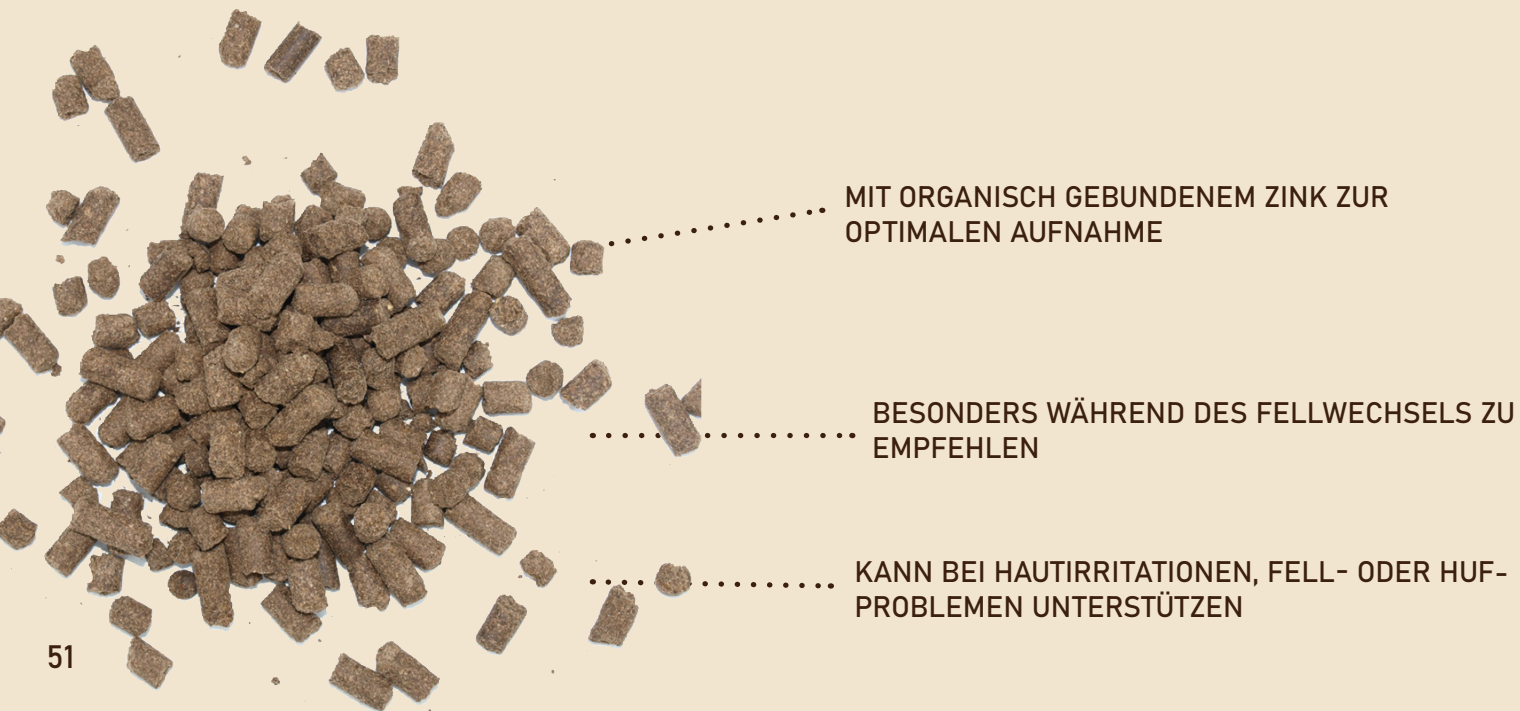 MIT ORGANISCH GEBUNDENEM ZINK ZUR
OPTIMALEN AUFNAHME
BESONDERS WÄHREND DES FELLWECHSELS ZU
EMPFEHLEN
KANN BEI HAUTIRRITATIONEN, FELL- ODER HUF-
PROBLEMEN UNTERSTÜTZEN
51